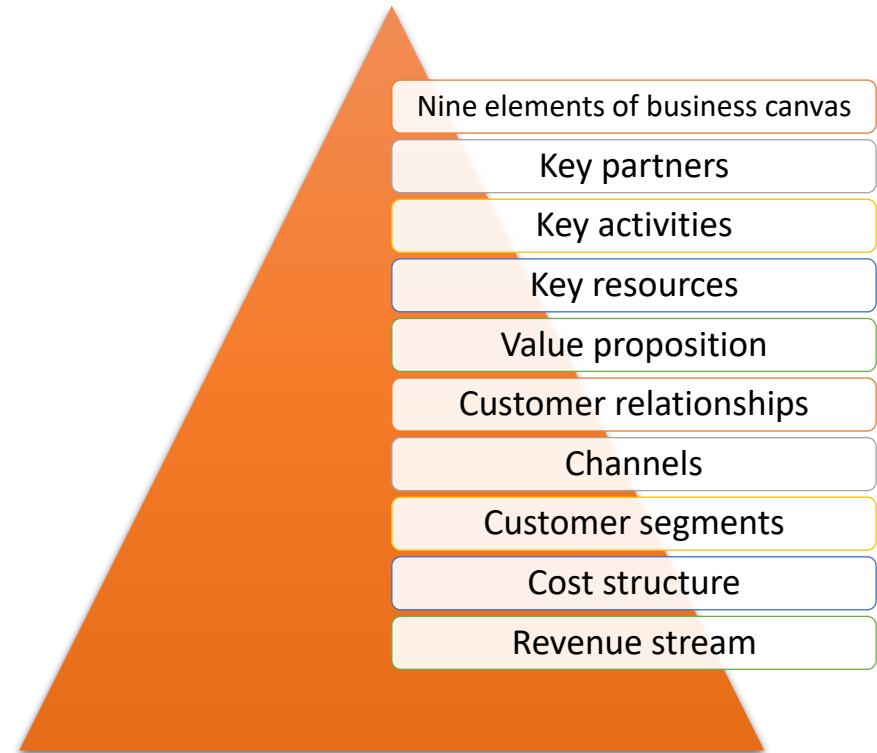 Nine elements of business canvas
Key partners
Key activities
Key resources
Value proposition
Customer relationships
Channels
Customer segments
Cost structure
Revenue stream